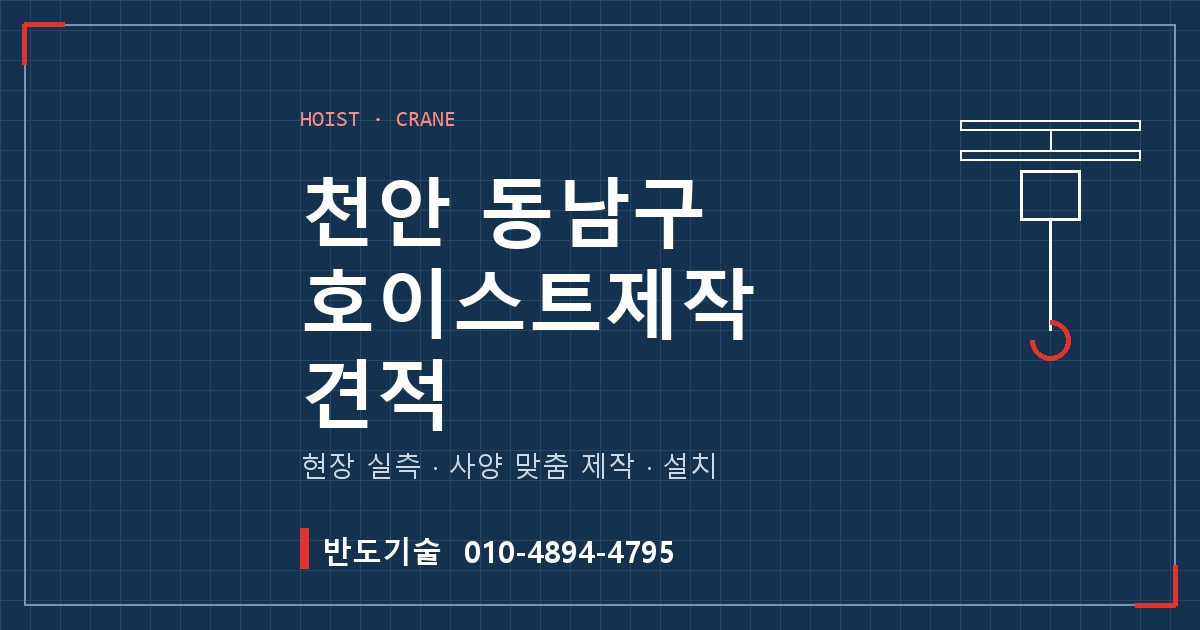 HOIST · CRANE
천안 동남구
호이스트제작
견적
현장 실측 · 사양 맞춤 제작 · 설치
반도기술 010-4894-4795